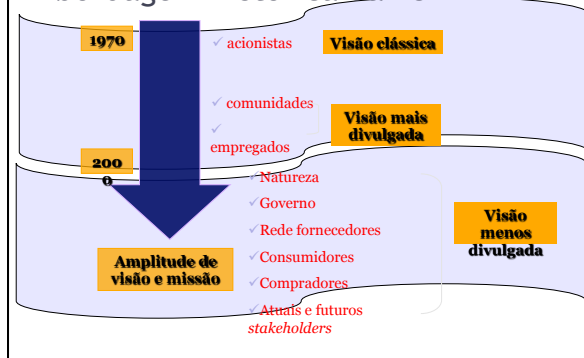 1970
acionistas
Visão clássica
comunidades
empregados
Visão mais
divulgada
200
0
Natureza
Governo
Rede fornecedores
Consumidores
Compradores
Atuais e futuros
stakeholders
Visão
menos
divulgada
Amplitude de
visão e missão